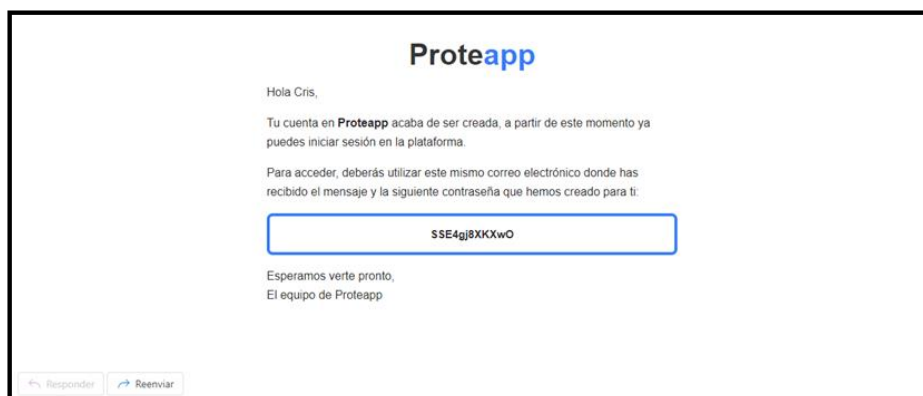 Proteapp
Hola Cris,
Tu cuenta en Proteapp acaba de ser creada, a partir de este momento ya
puedes iniciar sesión en la plataforma.
Para acceder, deberás utilizar este mismo correo electrónico donde has
recibido el mensaje y la siguiente contraseña que hemos creado para ti:
SSE4gj8XKXwO
Esperamos verte pronto,
El equipo de Proteapp
Responder
Reenviar